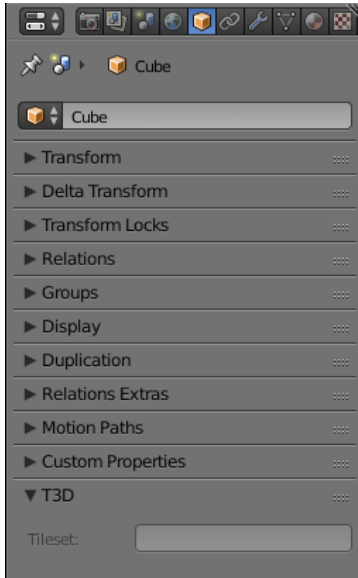 Cube
Cube
Transform
Delta Transform
Transform Locks
Relations
Groups
Display
Duplication
Relations Extras
Motion Paths
Custom Properties
T3D
Tileset: